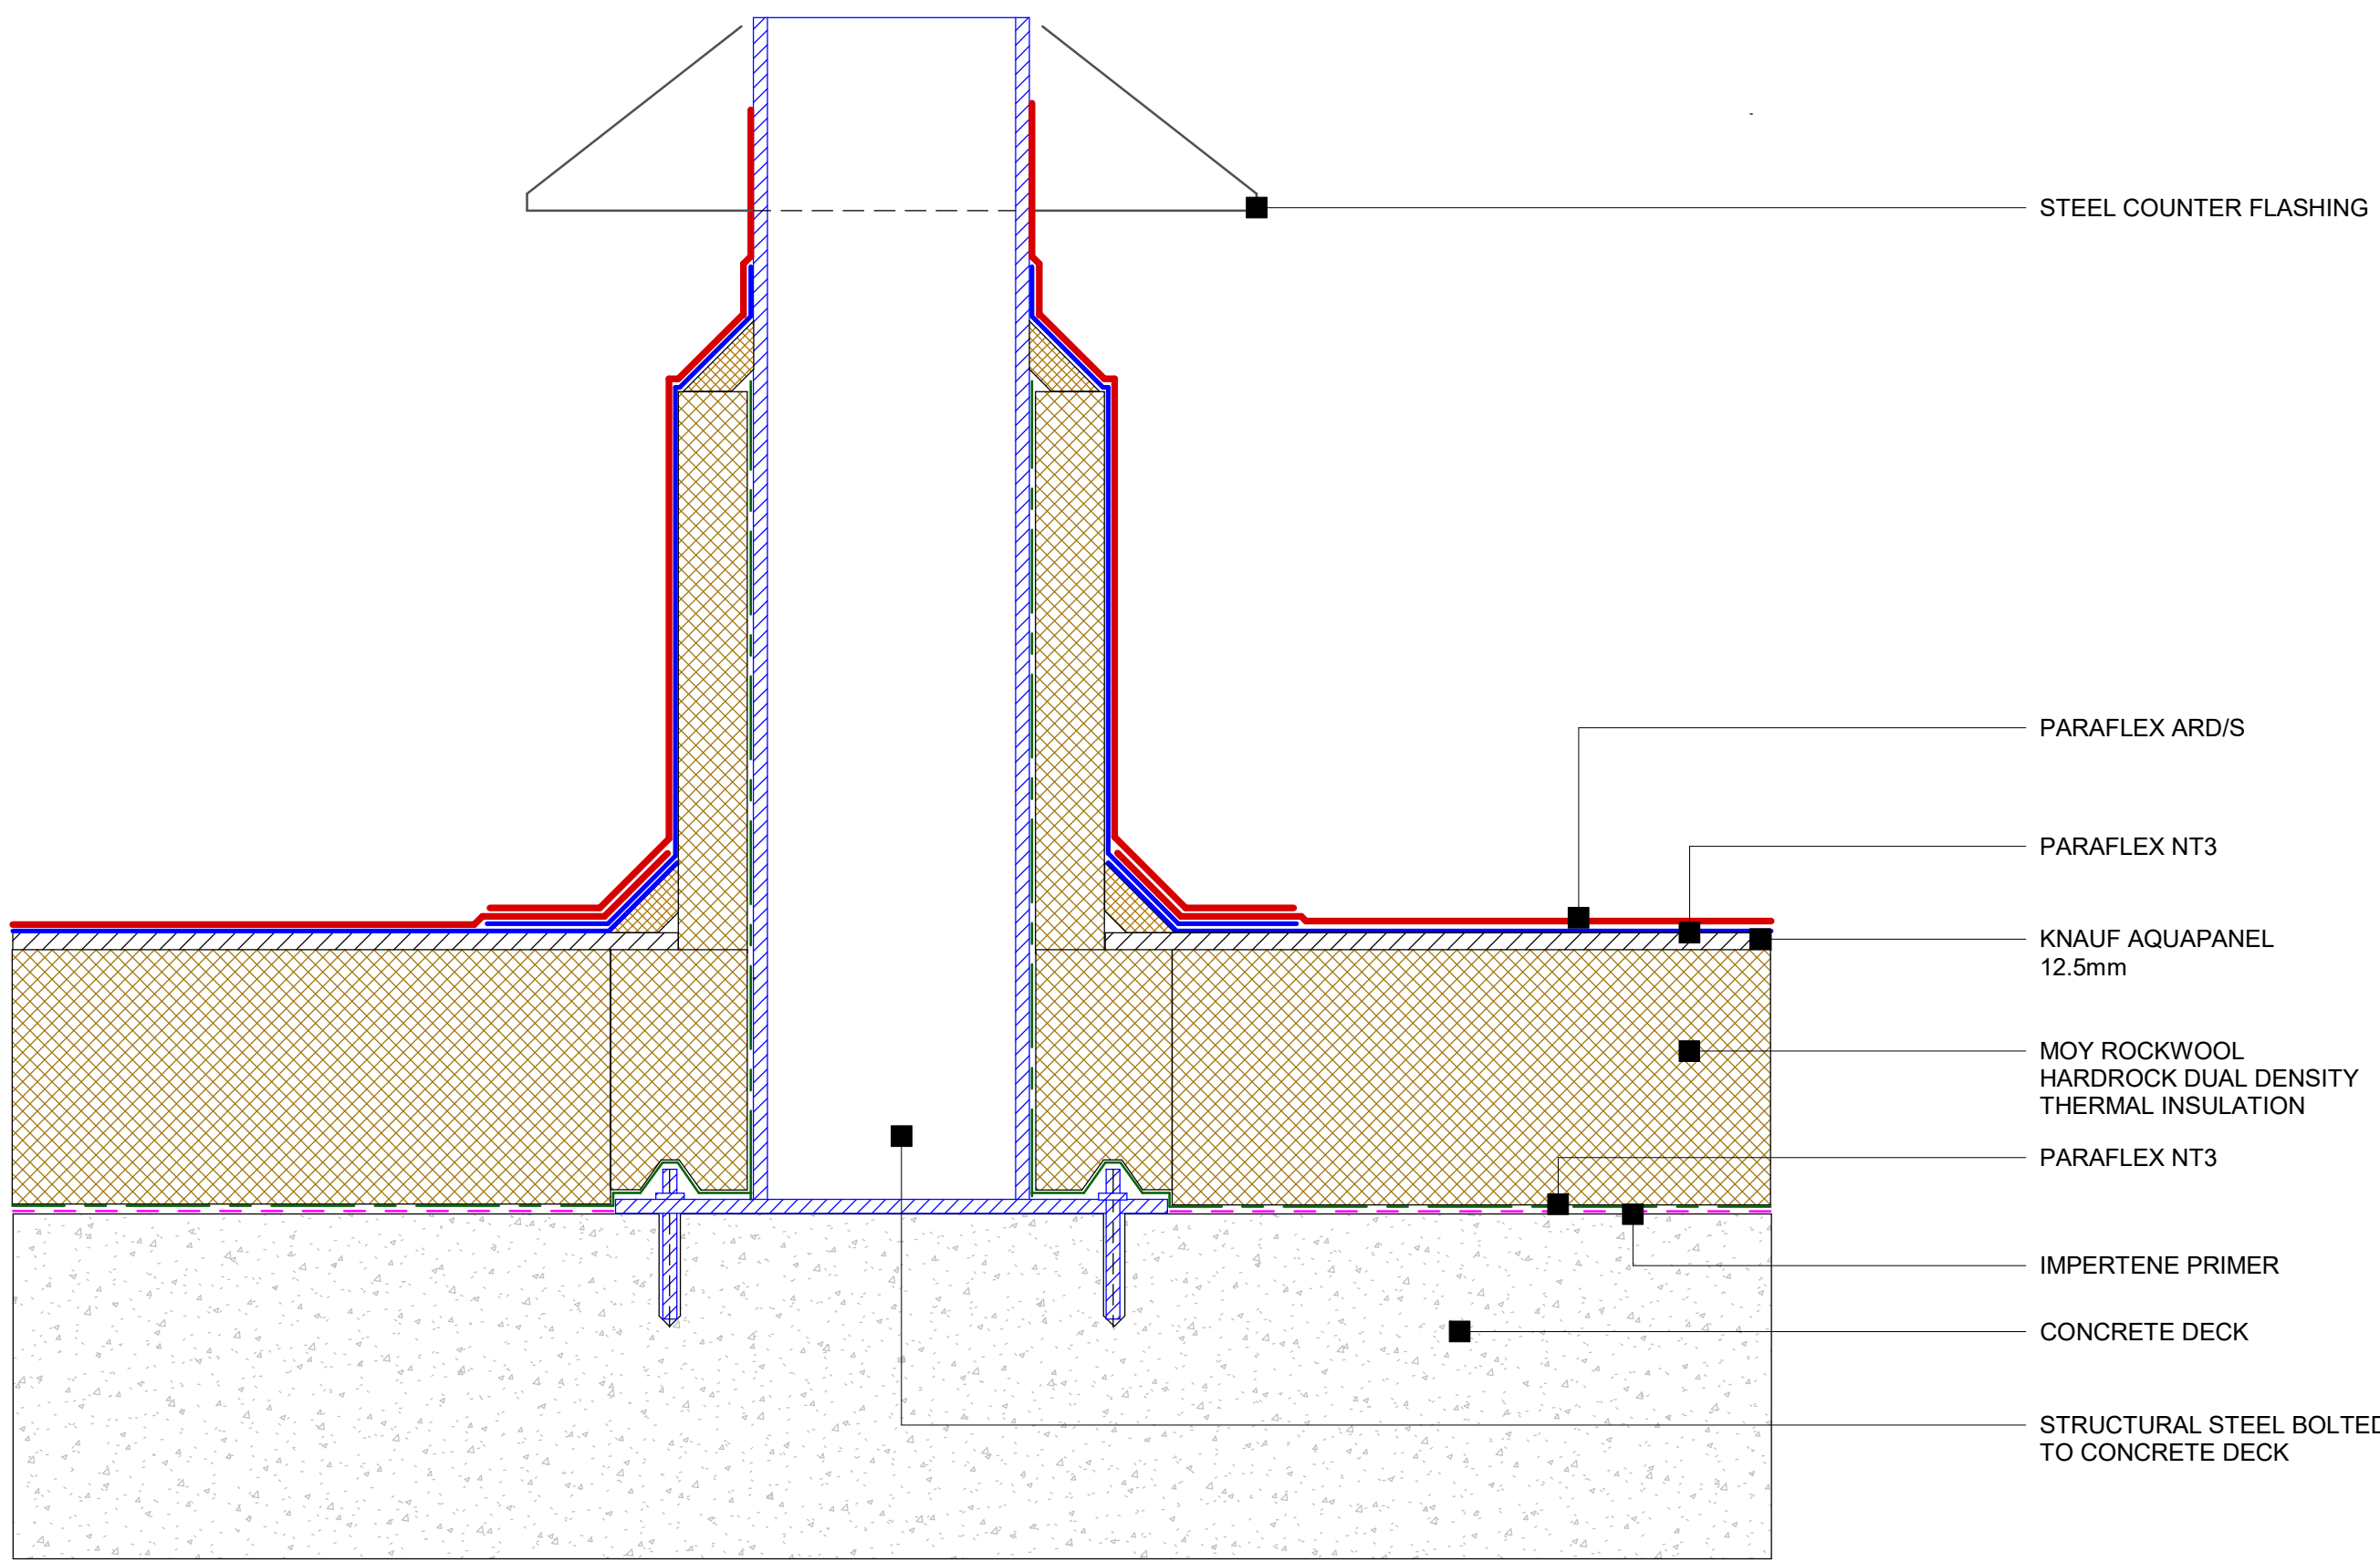 STEEL COUNTER FLASHING
PARAFLEX ARD/S
PARAFLEX NT3
KNAUF AQUAPANEL
12.5mm
MOY ROCKWOOL
HARDROCK DUAL DENSITY
THERMAL INSULATION
PARAFLEX NT3
IMPERTENE PRIMER
CONCRETE DECK
STRUCTURAL STEEL BOLTED
TO CONCRETE DECK